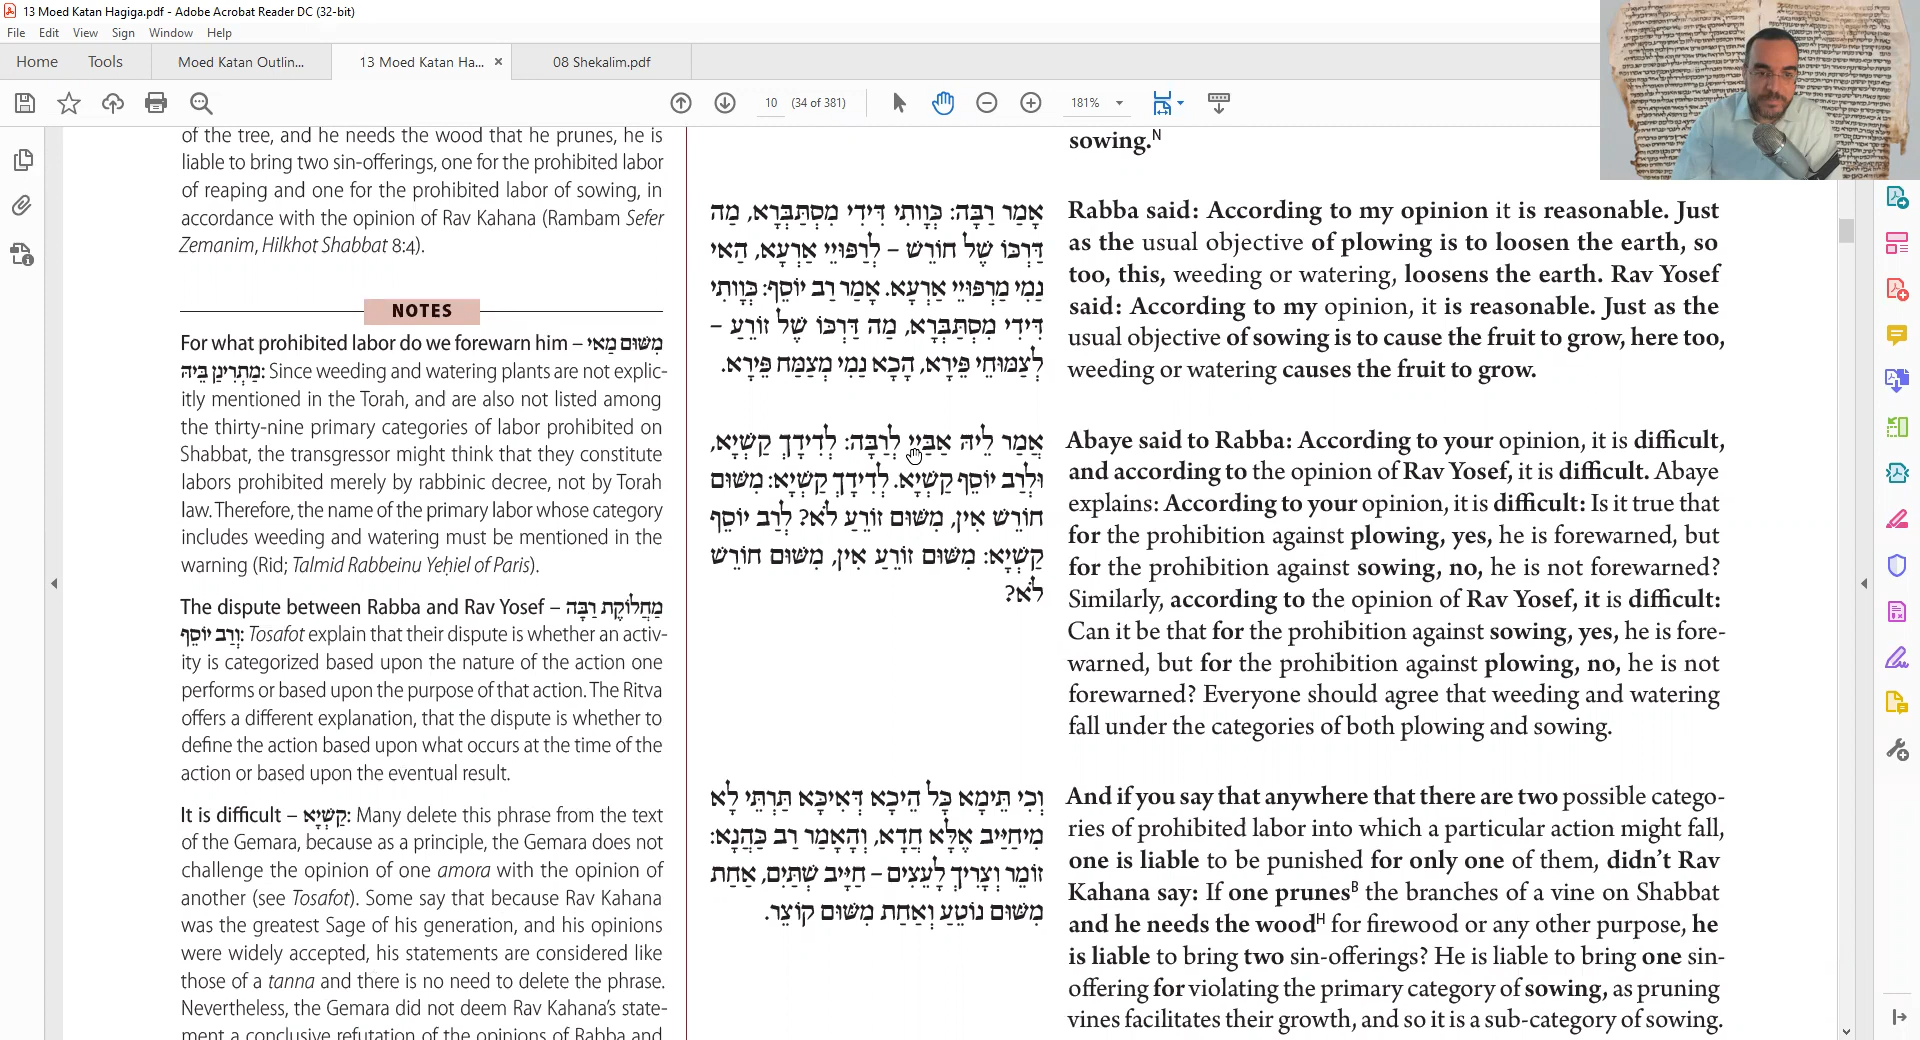 13 Moed Katan Hagiga.pdf - Adobe Acrobat Reader DC (32-bit)
File Edit View Sign Window Help
Home Tools Moed Katan Outlin... 13 Moed Katan Ha... × 08 Shekalim.pdf
10 (34 of 381) 181%
of the tree, and he needs the wood that he prunes, he is
liable to bring two sin-offerings, one for the prohibited labor
of reaping and one for the prohibited labor of sowing, in
accordance with the opinion of Rav Kahana (Rambam Sefer
Zemanim, Hilkhot Shabbat 8:4).
NOTES
For what prohibited labor do we forewarn him – מִשּׁוּם מַאי
מַתְרִינַן בֵּיהּ: Since weeding and watering plants are not explic-
itly mentioned in the Torah, and are also not listed among
the thirty-nine primary categories of labor prohibited on
Shabbat, the transgressor might think that they constitute
labors prohibited merely by rabbinic decree, not by Torah
law. Therefore, the name of the primary labor whose category
includes weeding and watering must be mentioned in the
warning (Rid; Talmid Rabbeinu Yeḥiel of Paris).
The dispute between Rabba and Rav Yosef – מַחֲלוֹקֶת רַבָּה
וְרַב יוֹסֵף: Tosafot explain that their dispute is whether an activ-
ity is categorized based upon the nature of the action one
performs or based upon the purpose of that action. The Ritva
offers a different explanation, that the dispute is whether to
define the action based upon what occurs at the time of the
action or based upon the eventual result.
It is difficult – קַשְׁיָא: Many delete this phrase from the text
of the Gemara, because as a principle, the Gemara does not
challenge the opinion of one amora with the opinion of
another (see Tosafot). Some say that because Rav Kahana
was the greatest Sage of his generation, and his opinions
were widely accepted, his statements are considered like
those of a tanna and there is no need to delete the phrase.
Nevertheless, the Gemara did not deem Rav Kahana's state-
ment a conclusive refutation of the opinions of Rabba and
אָמַר רַבָּה: כְּוָותִי דִּידִי מִסְתַּבְּרָא, מַה
דַּרְכּוֹ שֶׁל חוֹרֵשׁ – לְרַפּוּיֵי אַרְעָא, הַאי
נַמִי מְרַפּוּיֵי אַרְעָא. אָמַר רַב יוֹסֵף: כְּוָותִי
דִּידִי מִסְתַּבְּרָא, מַה דַּרְכּוֹ שֶׁל זוֹרֵעַ –
לְצַמּוּחֵי פֵּירָא, הָכָא נַמִי מְצַמַּח פֵּירָא.
אֲמַר לֵיהּ אַבַּיֵי לְרַבָּה: לְדִידָךְ קַשְׁיָא,
וּלְרַב יוֹסֵף קַשְׁיָא. לְדִידָךְ קַשְׁיָא: מִשּׁוּם
חוֹרֵשׁ אִין, מִשּׁוּם זוֹרֵעַ לֹא? לְרַב יוֹסֵף
קַשְׁיָא: מִשּׁוּם זוֹרֵעַ אִין, מִשּׁוּם חוֹרֵשׁ
לֹא?
וְכִי תֵּימָא כָּל הֵיכָא דְּאִיכָּא תַּרְתֵּי לָא
מִיחַיַּיב אֶלָּא חֲדָא, וְהָאָמַר רַב כַּהֲנָא:
זוֹמֵר וְצָרִיךְ לָעֵצִים – חַיָּיב שְׁתַּיִם, אַחַת
מִשּׁוּם נוֹטֵעַ וְאַחַת מִשּׁוּם קוֹצֵר.
sowing.N
Rabba said: According to my opinion it is reasonable. Just
as the usual objective of plowing is to loosen the earth, so
too, this, weeding or watering, loosens the earth. Rav Yosef
said: According to my opinion, it is reasonable. Just as the
usual objective of sowing is to cause the fruit to grow, here too,
weeding or watering causes the fruit to grow.
Abaye said to Rabba: According to your opinion, it is difficult,
and according to the opinion of Rav Yosef, it is difficult. Abaye
explains: According to your opinion, it is difficult: Is it true that
for the prohibition against plowing, yes, he is forewarned, but
for the prohibition against sowing, no, he is not forewarned?
Similarly, according to the opinion of Rav Yosef, it is difficult:
Can it be that for the prohibition against sowing, yes, he is fore-
warned, but for the prohibition against plowing, no, he is not
forewarned? Everyone should agree that weeding and watering
fall under the categories of both plowing and sowing.
And if you say that anywhere that there are two possible catego-
ries of prohibited labor into which a particular action might fall,
one is liable to be punished for only one of them, didn't Rav
Kahana say: If one prunesB the branches of a vine on Shabbat
and he needs the woodH for firewood or any other purpose, he
is liable to bring two sin-offerings? He is liable to bring one sin-
offering for violating the primary category of sowing, as pruning
vines facilitates their growth, and so it is a sub-category of sowing.